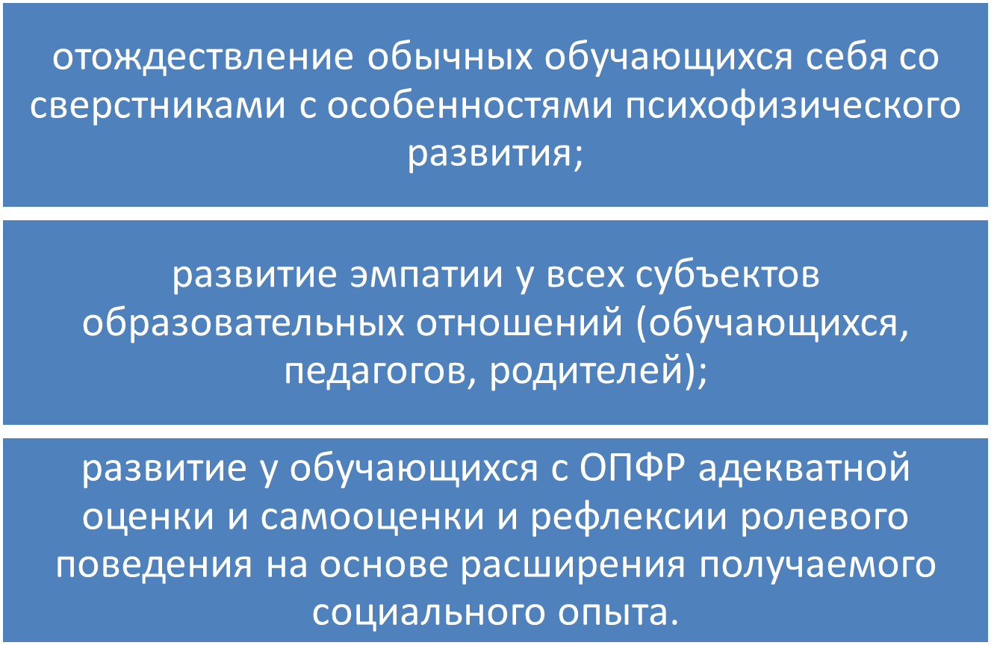 отождествление обычных обучающихся себя со
сверстниками с особенностями психофизического
развития;
развитие эмпатии у всех субъектов
образовательных отношений (обучающихся,
педагогов, родителей);
развитие у обучающихся с ОПФР адекватной
оценки и самооценки и рефлексии ролевого
поведения на основе расширения получаемого
социального опыта.